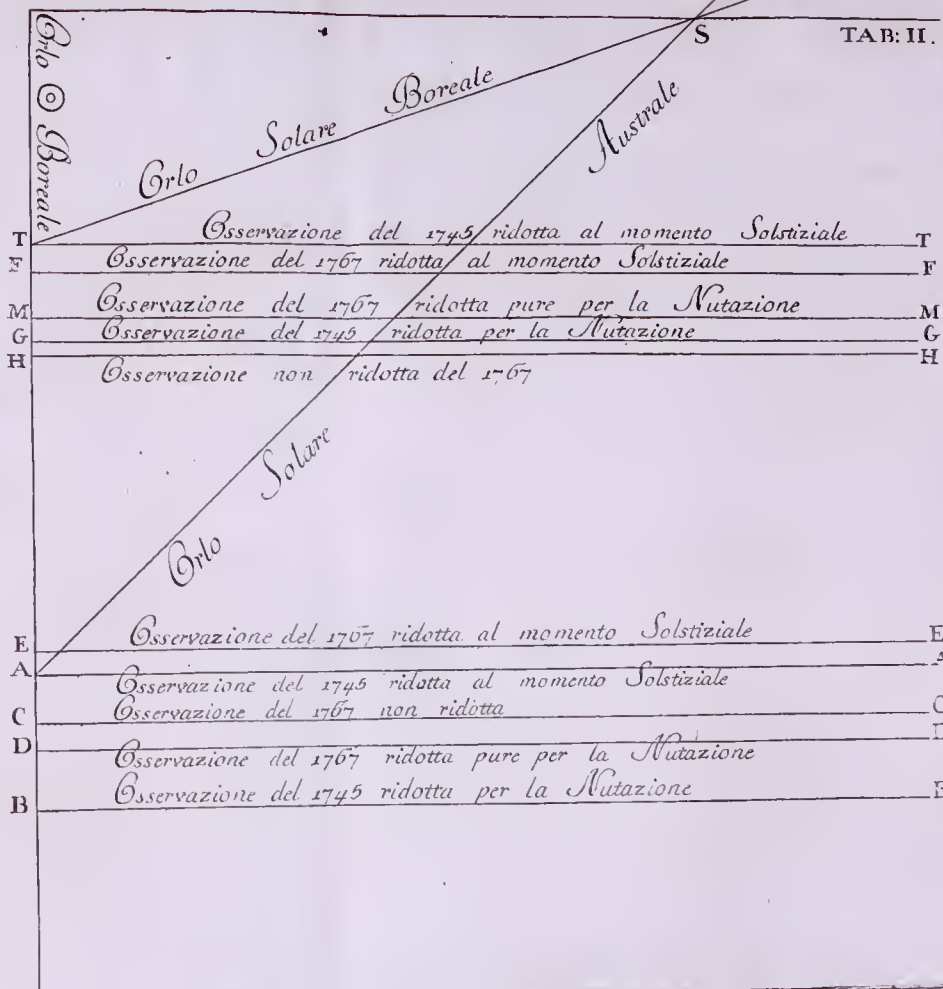 S
TAB: II.
Orlo ☉ Boreale
Orlo Solare Boreale
Australe
T Osservazione del 1745 ridotta al momento Solstiziale T
F Osservazione del 1767 ridotta al momento Solstiziale F
M Osservazione del 1767 ridotta pure per la Nutazione M
G Osservazione del 1745 ridotta per la Nutazione G
H H
Osservazione non ridotta del 1767
Orlo Solare
E Osservazione del 1767 ridotta al momento Solstiziale E
A
Osservazione del 1745 ridotta al momento Solstiziale
C Osservazione del 1767 non ridotta C
D
Osservazione del 1767 ridotta pure per la Nutazione
B Osservazione del 1745 ridotta per la Nutazione